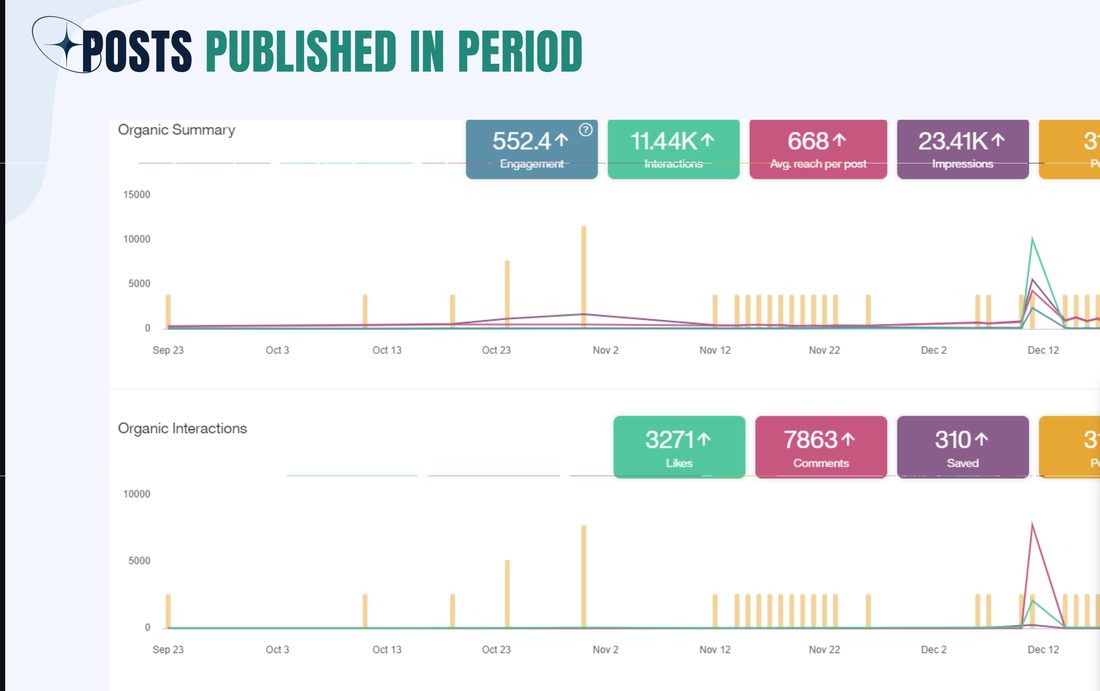 POSTS PUBLISHED IN PERIOD
Organic Summary
552.4↑ ?
Engagement
11.44K↑
Interactions
668↑
Avg. reach per post
23.41K↑
Impressions
15000
10000
5000
0
Sep 23 Oct 3 Oct 13 Oct 23 Nov 2 Nov 12 Nov 22 Dec 2 Dec 12
Organic Interactions
3271↑
Likes
7863↑
Comments
310↑
Saved
10000
5000
0
Sep 23 Oct 3 Oct 13 Oct 23 Nov 2 Nov 12 Nov 22 Dec 2 Dec 12